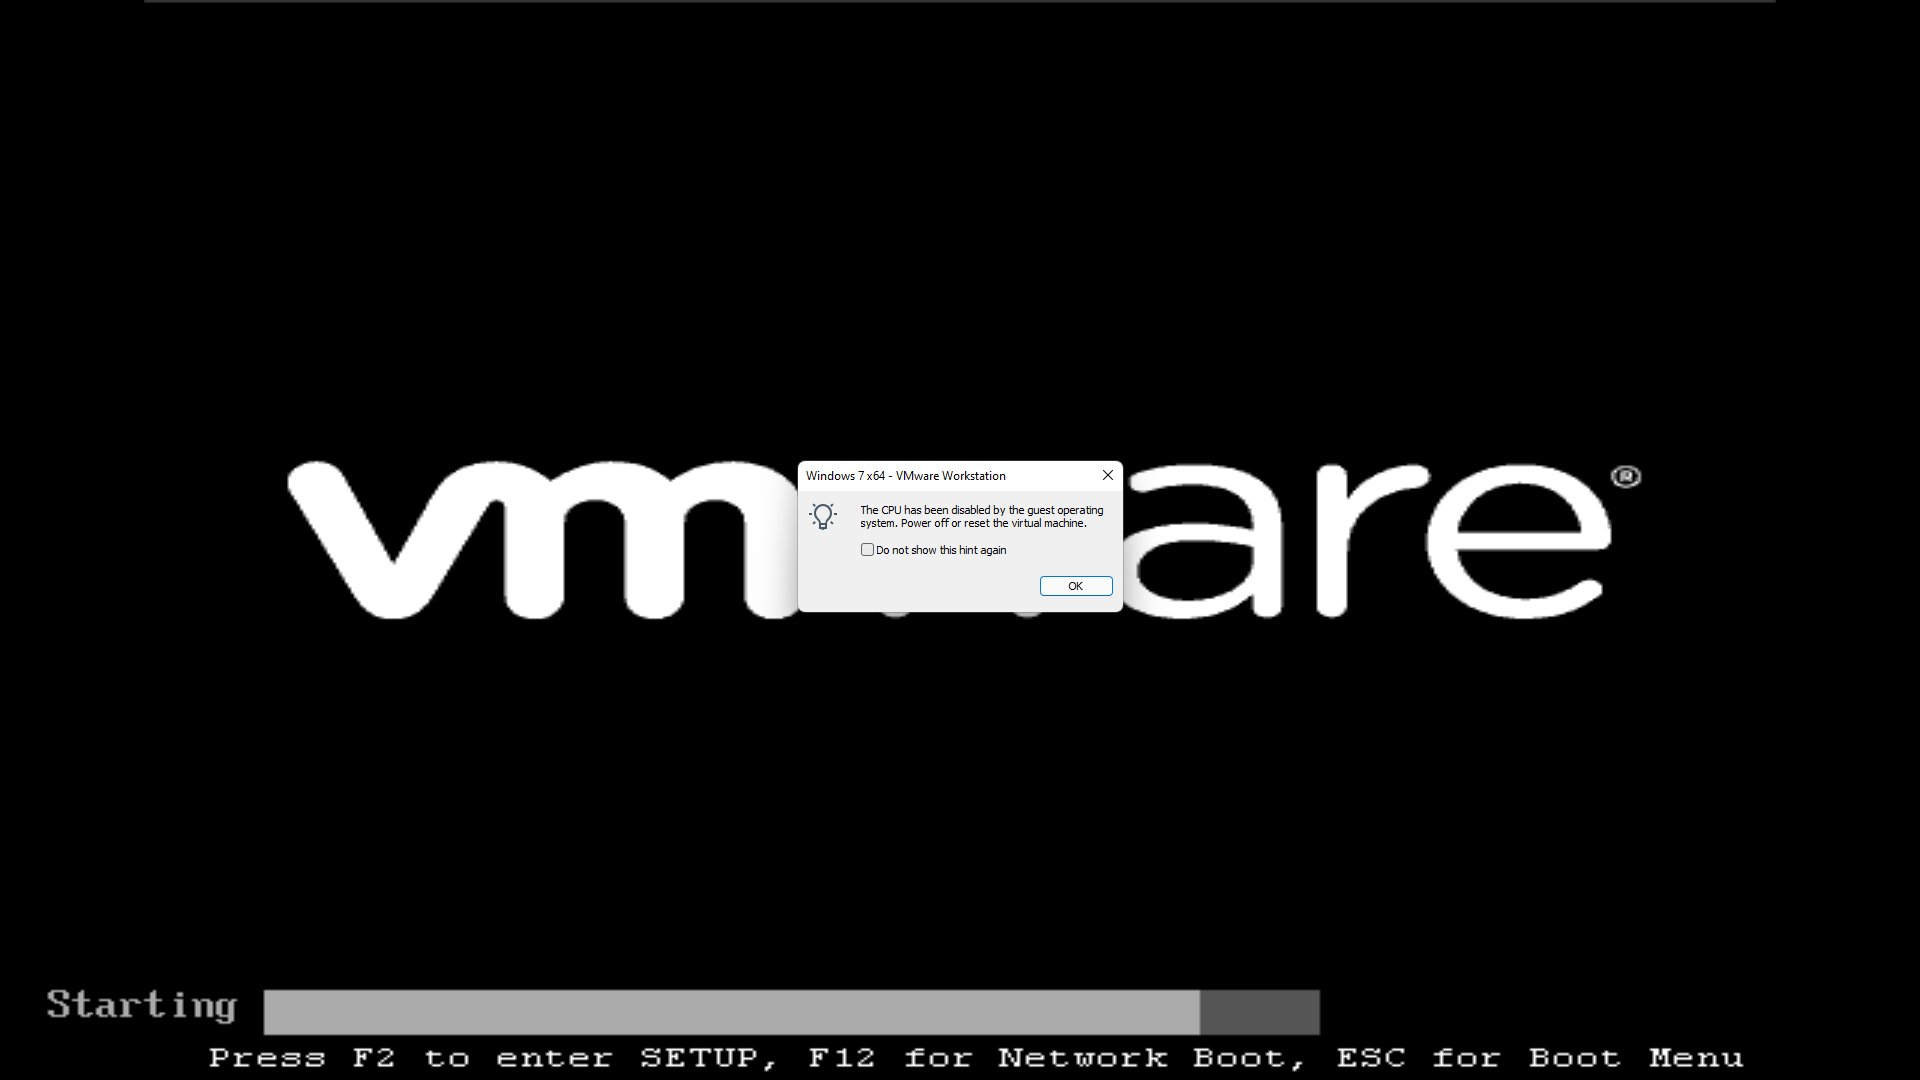 vmware®
Windows 7 x64 - VMware Workstation
The CPU has been disabled by the guest operating
system. Power off or reset the virtual machine.
Do not show this hint again
OK
Starting
Press F2 to enter SETUP, F12 for Network Boot, ESC for Boot Menu